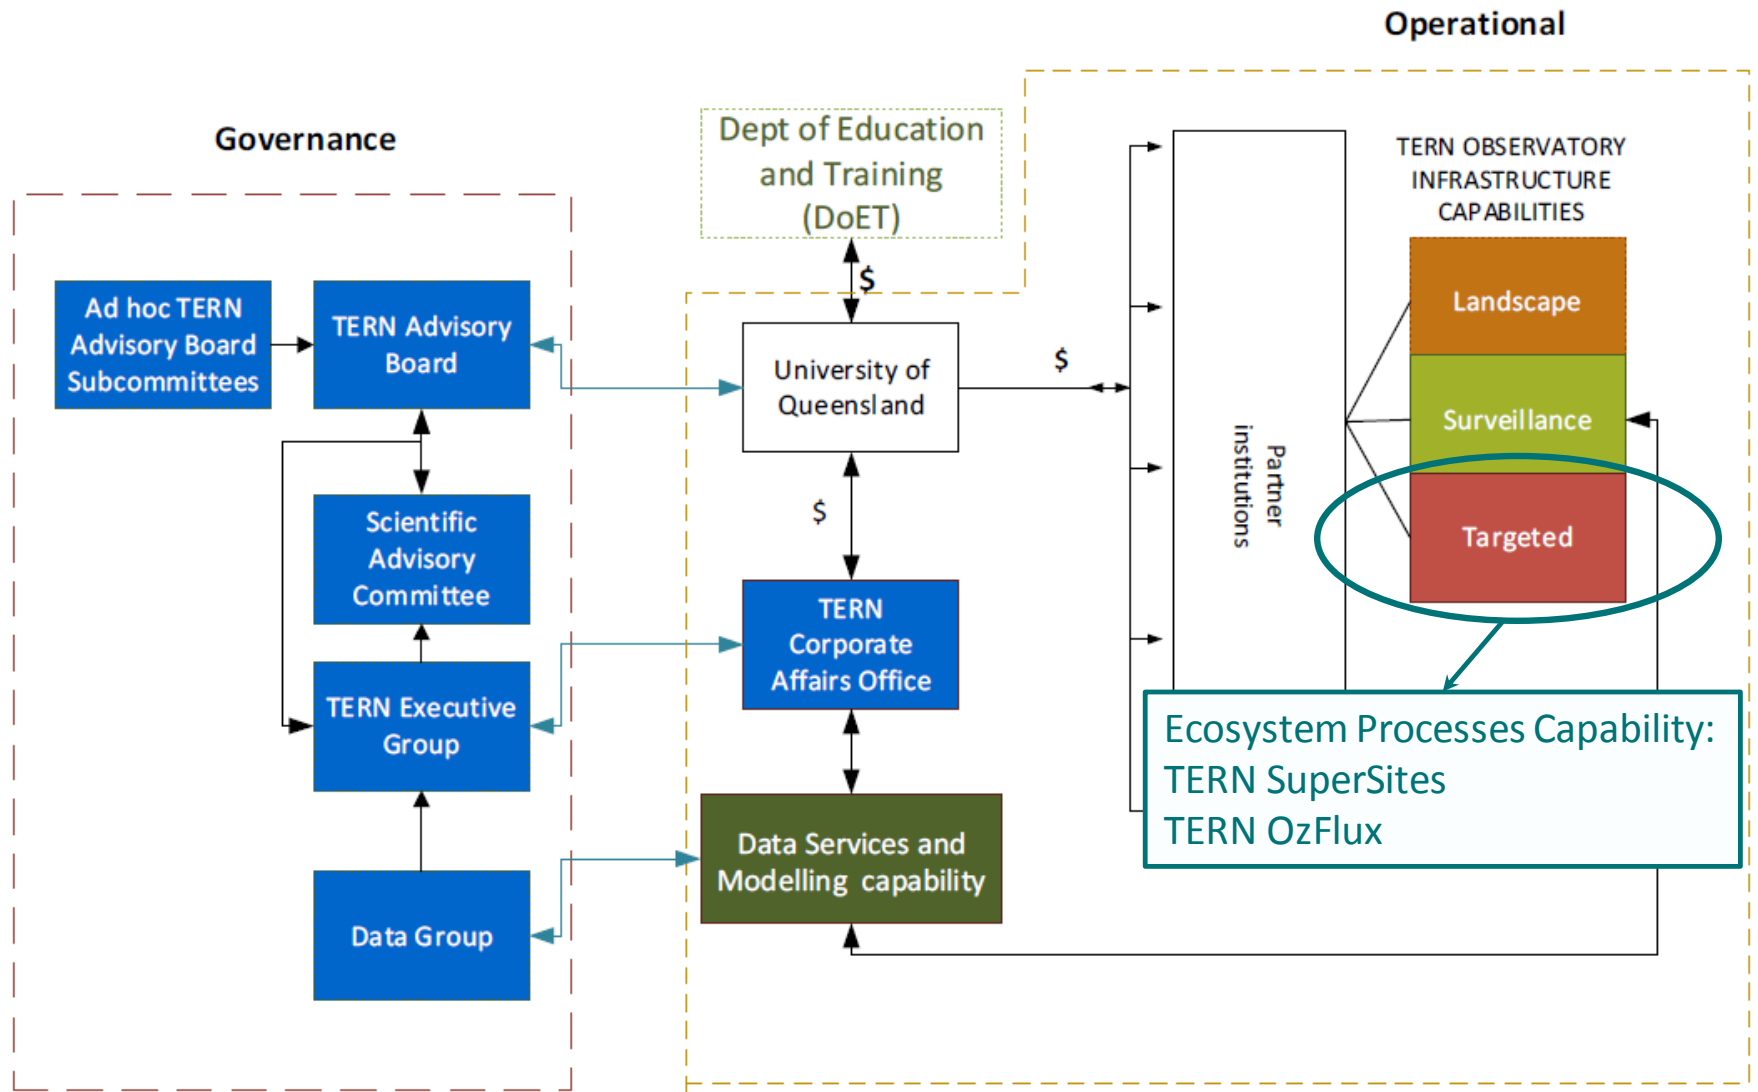 Operational
Governance
Dept of Education
and Training
(DoET)
$
Ad hoc TERN
Advisory Board
Subcommittees
TERN Advisory
Board
Scientific
Advisory
Committee
TERN Executive
Group
Data Group
University of
Queensland
$
$
TERN
Corporate
Affairs Office
Data Services and
Modelling capability
Partner
institutions
TERN OBSERVATORY
INFRASTRUCTURE
CAPABILITIES
Landscape
Surveillance
Targeted
Ecosystem Processes Capability:
TERN SuperSites
TERN OzFlux